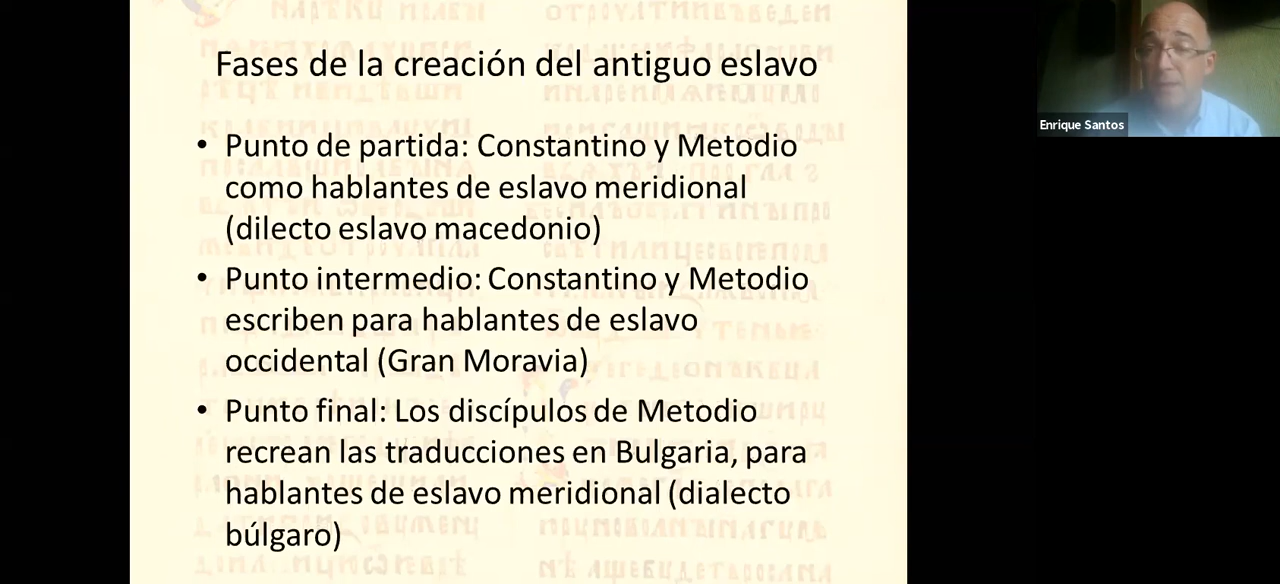 Fases de la creación del antiguo eslavo
• Punto de partida: Constantino y Metodio
como hablantes de eslavo meridional
(dilecto eslavo macedonio)
• Punto intermedio: Constantino y Metodio
escriben para hablantes de eslavo
occidental (Gran Moravia)
• Punto final: Los discípulos de Metodio
recrean las traducciones en Bulgaria, para
hablantes de eslavo meridional (dialecto
búlgaro)
Enrique Santos